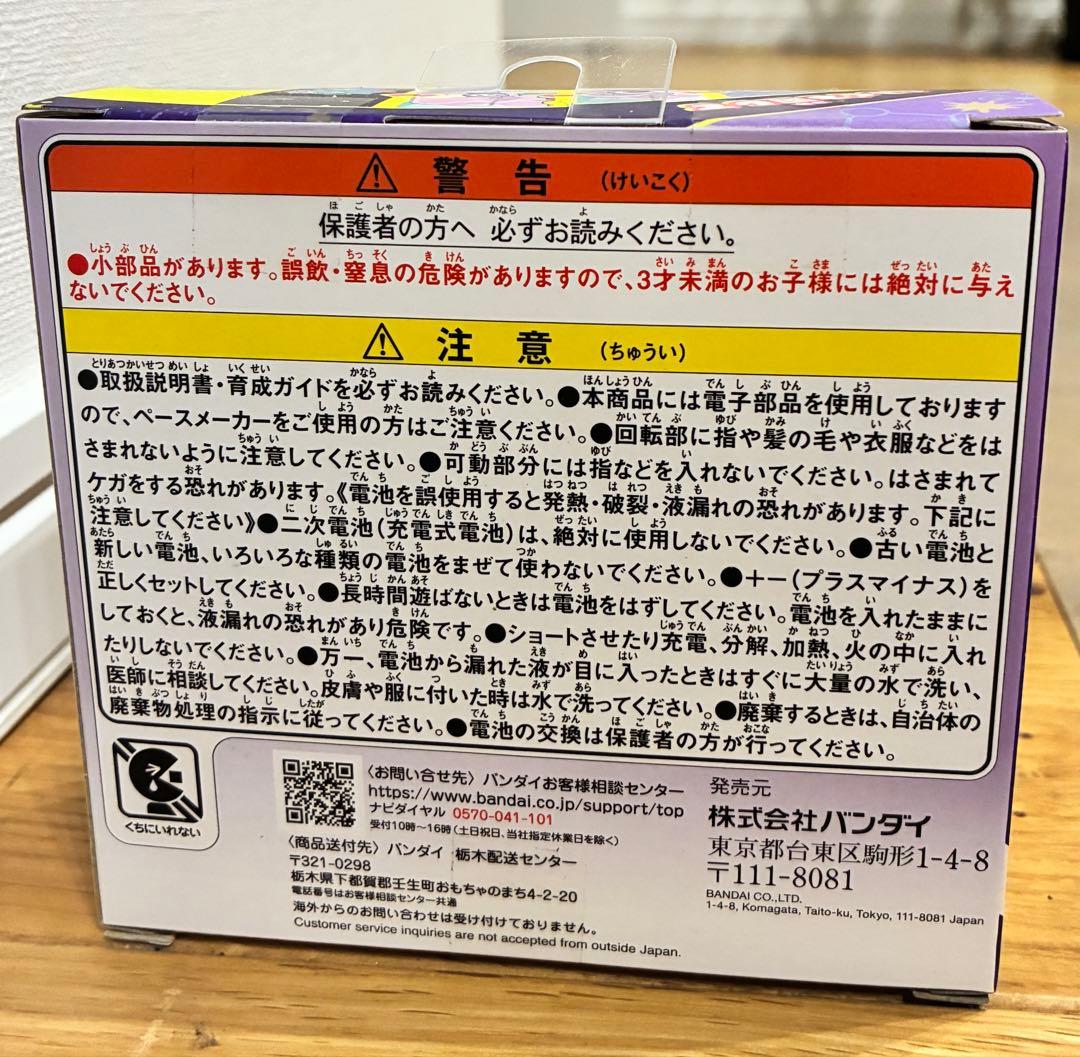 警告 (けいこく)
保護者の方へ 必ずお読みください。
●小部品があります。誤飲・窒息の危険がありますので、3才未満のお子様には絶対に与え
ないでください。
注意 (ちゅうい)
●取扱説明書・育成ガイドを必ずお読みください。●本商品には電子部品を使用しております
ので、ペースメーカーをご使用の方はご注意ください。●回転部に指や髪の毛や衣服などをは
さまれないように注意してください。●可動部分には指などを入れないでください。はさまれて
ケガをする恐れがあります。《電池を誤使用すると発熱・破裂・液漏れの恐れがあります。下記に
注意してください》●二次電池(充電式電池)は、絶対に使用しないでください。●古い電池と
新しい電池、いろいろな種類の電池をまぜて使わないでください。●+-(プラスマイナス)を
正しくセットしてください。●長時間遊ばないときは電池をはずしてください。電池を入れたままに
しておくと、液漏れの恐れがあり危険です。●ショートさせたり充電、分解、加熱、火の中に入れ
たりしないでください。●万一、電池から漏れた液が目に入ったときはすぐに大量の水で洗い、
医師に相談してください。皮膚や服に付いた時は水で洗ってください。●廃棄するときは、自治体の
廃棄物処理の指示に従ってください。●電池の交換は保護者の方が行ってください。
くちにいれない
〈お問い合せ先〉バンダイお客様相談センター
https://www.bandai.co.jp/support/top
ナビダイヤル 0570-041-101
受付10時～16時(土日祝日、当社指定休業日を除く)
〈商品送付先〉バンダイ 栃木配送センター
〒321-0298
栃木県下都賀郡壬生町おもちゃのまち4-2-20
電話番号はお客様相談センター共通
海外からのお問い合わせは受け付けておりません。
Customer service inquiries are not accepted from outside Japan.
発売元
株式会社バンダイ
東京都台東区駒形1-4-8
〒111-8081
BANDAI CO.,LTD.
1-4-8, Komagata, Taito-ku, Tokyo, 111-8081 Japan